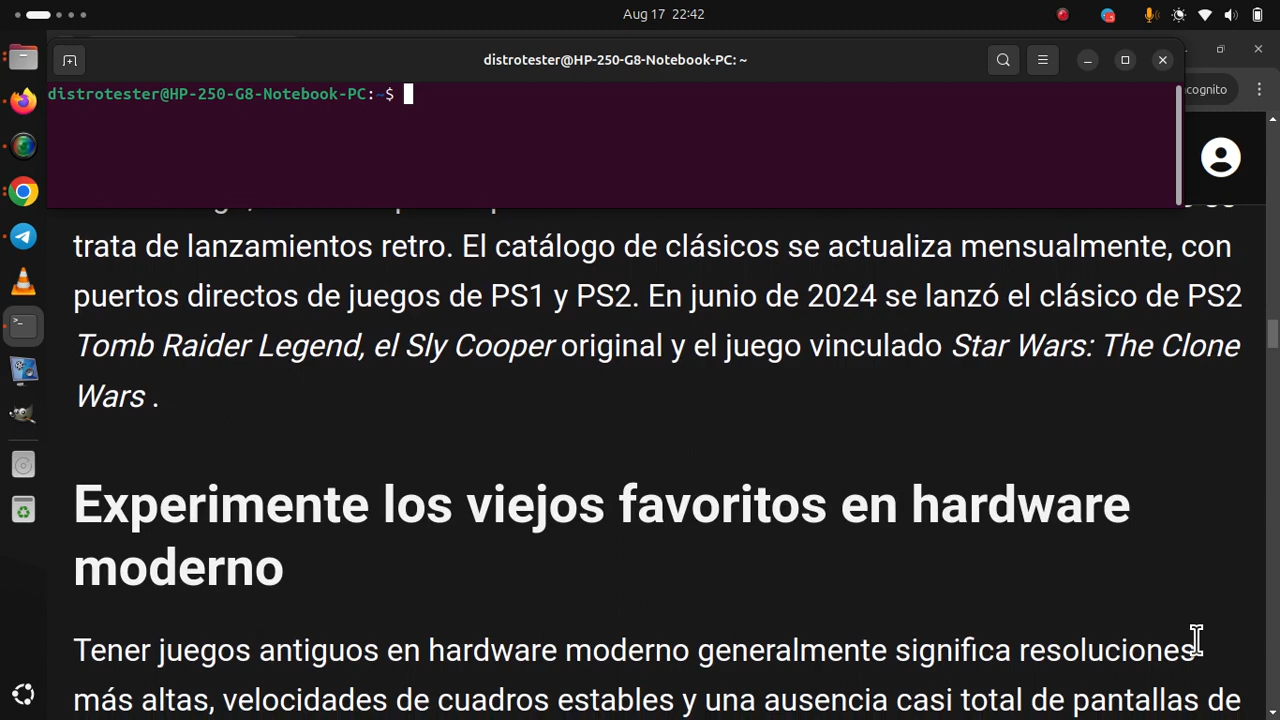 Aug 17 22:42
distrotester@HP-250-G8-Notebook-PC: ~
distrotester@HP-250-G8-Notebook-PC:~$
cognito
trata de lanzamientos retro. El catálogo de clásicos se actualiza mensualmente, con
puertos directos de juegos de PS1 y PS2. En junio de 2024 se lanzó el clásico de PS2
Tomb Raider Legend, el Sly Cooper original y el juego vinculado Star Wars: The Clone
Wars .
Experimente los viejos favoritos en hardware
moderno
Tener juegos antiguos en hardware moderno generalmente significa resoluciones
más altas, velocidades de cuadros estables y una ausencia casi total de pantallas de